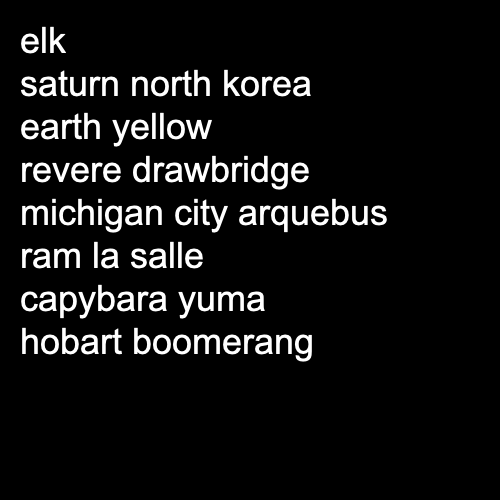 elk
saturn north korea
earth yellow
revere drawbridge
michigan city arquebus
ram la salle
capybara yuma
hobart boomerang